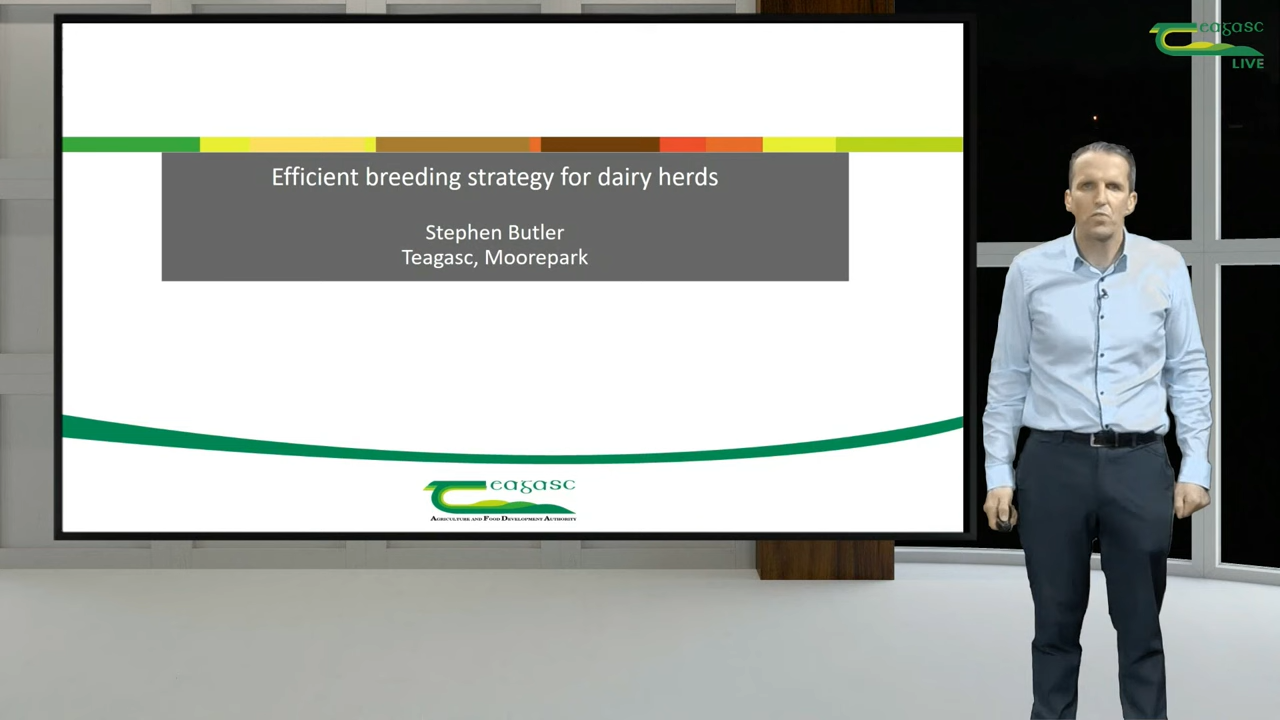 Teagasc
LIVE
Efficient breeding strategy for dairy herds
Stephen Butler
Teagasc, Moorepark
Teagasc
AGRICULTURE AND FOOD DEVELOPMENT AUTHORITY